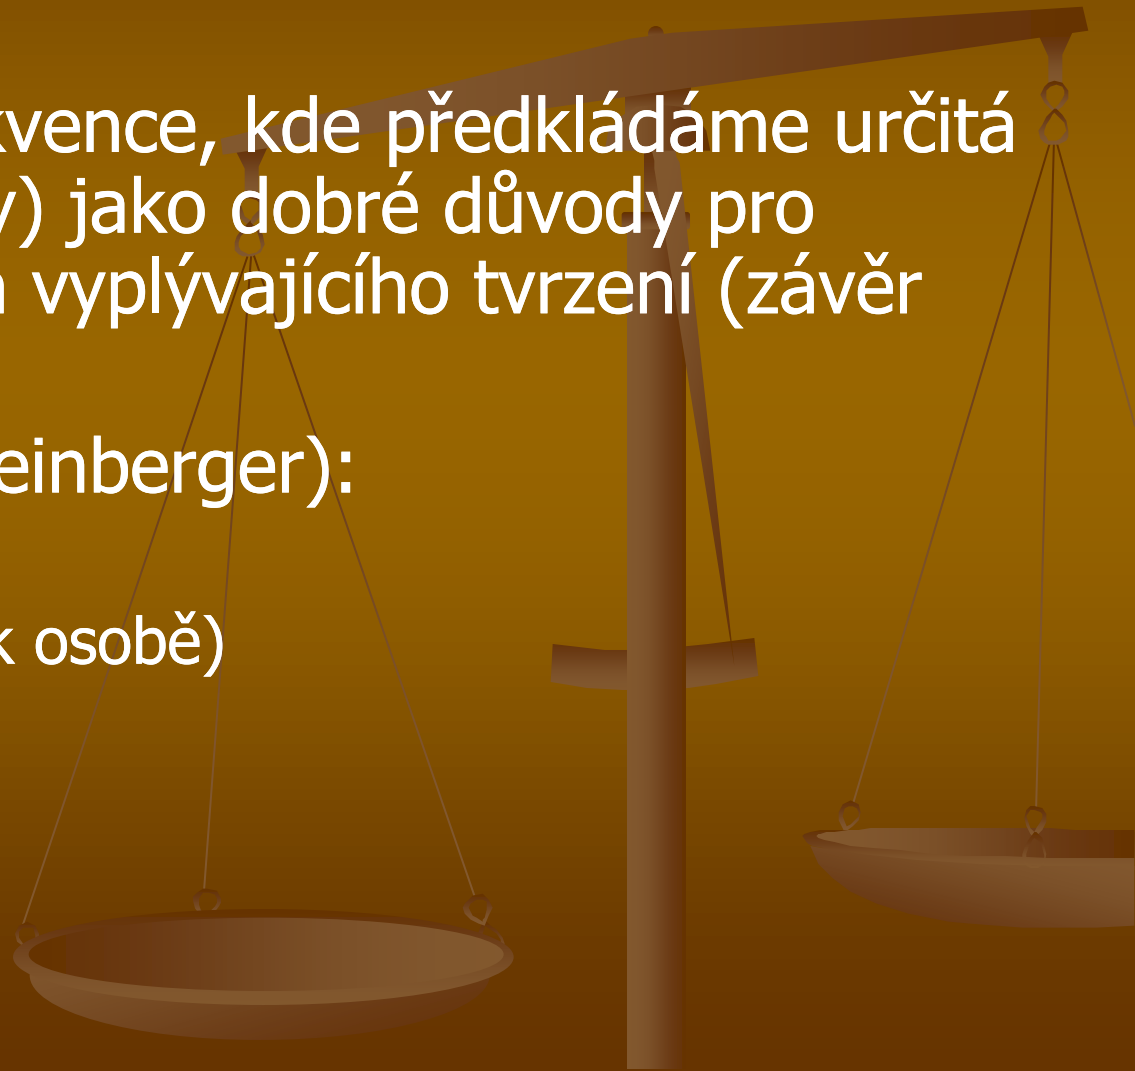 kvence, kde předkládáme určitá
y) jako dobré důvody pro
vyplývajícího tvrzení (závěr
einberger):
k osobě)